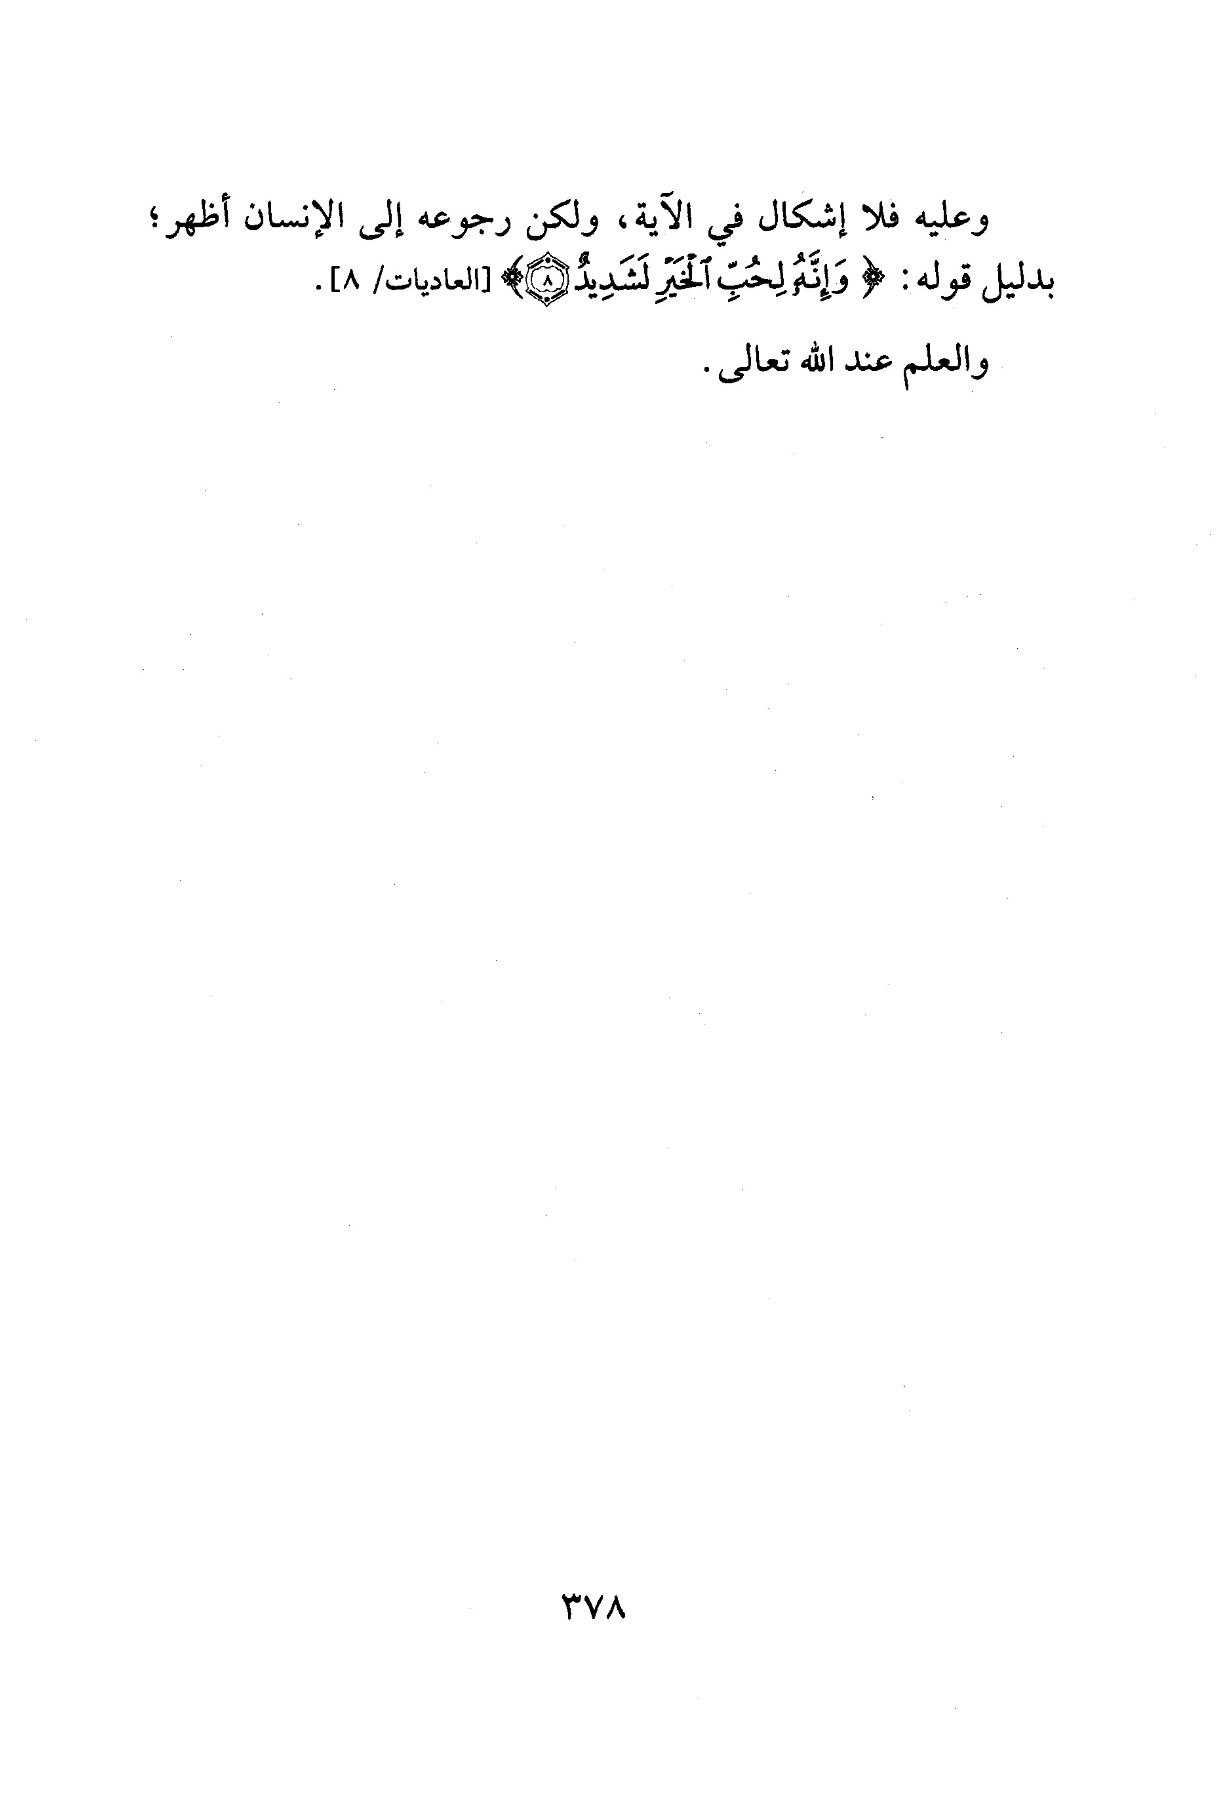 وعليه فلا إشكال في الآية، ولكن رجوعه إلى الإنسان أظهر؛
بدليل قوله: ﴿ وَإِنَّهُۥ لِحُبِّ ٱلْخَيْرِ لَشَدِيدٌ ٨﴾ [العاديات/ ٨].
والعلم عند الله تعالى.
٣٧٨